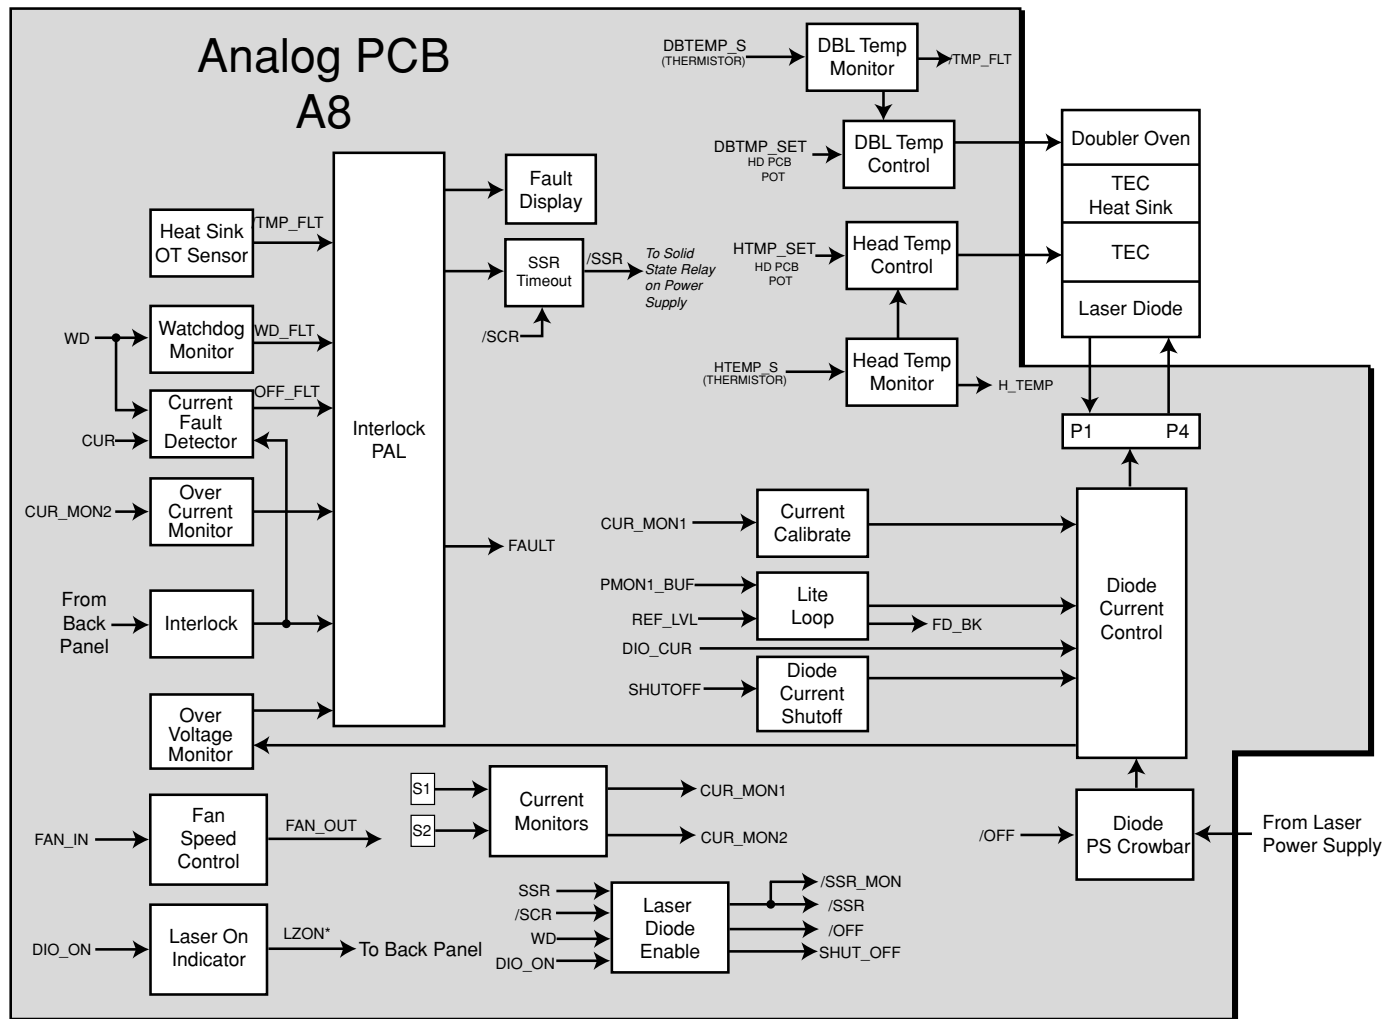 Analog PCB
A8
DBTEMP_S
(THERMISTOR)
DBL Temp
Monitor
/TMP_FLT
DBTMP_SET
HD PCB
POT
DBL Temp
Control
Doubler Oven
TEC
Heat Sink
TEC
Laser Diode
HTMP_SET
HD PCB
POT
Head Temp
Control
HTEMP_S
(THERMISTOR)
Head Temp
Monitor
H_TEMP
P1
P4
Heat Sink
OT Sensor
/TMP_FLT
WD
Watchdog
Monitor
WD_FLT
CUR
Current
Fault
Detector
OFF_FLT
CUR_MON2
Over
Current
Monitor
From
Back
Panel
Interlock
Over
Voltage
Monitor
Interlock
PAL
Fault
Display
SSR
Timeout
/SSR
/SCR
To Solid
State Relay
on Power
Supply
FAULT
CUR_MON1
Current
Calibrate
PMON1_BUF
REF_LVL
Lite
Loop
FD_BK
DIO_CUR
SHUTOFF
Diode
Current
Shutoff
Diode
Current
Control
FAN_IN
Fan
Speed
Control
FAN_OUT
S1
S2
Current
Monitors
CUR_MON1
CUR_MON2
/OFF
Diode
PS Crowbar
From Laser
Power Supply
DIO_ON
Laser On
Indicator
LZON*
To Back Panel
SSR
/SCR
WD
DIO_ON
Laser
Diode
Enable
/SSR_MON
/SSR
/OFF
SHUT_OFF